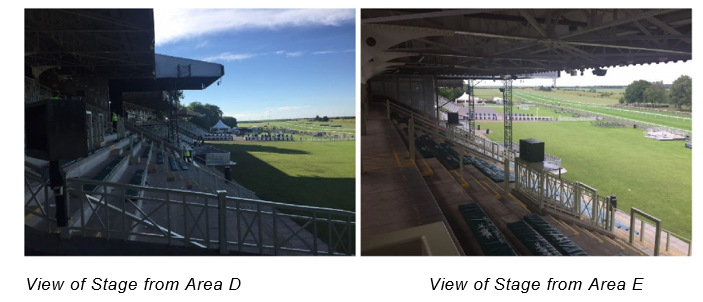 View of Stage from Area D
View of Stage from Area E